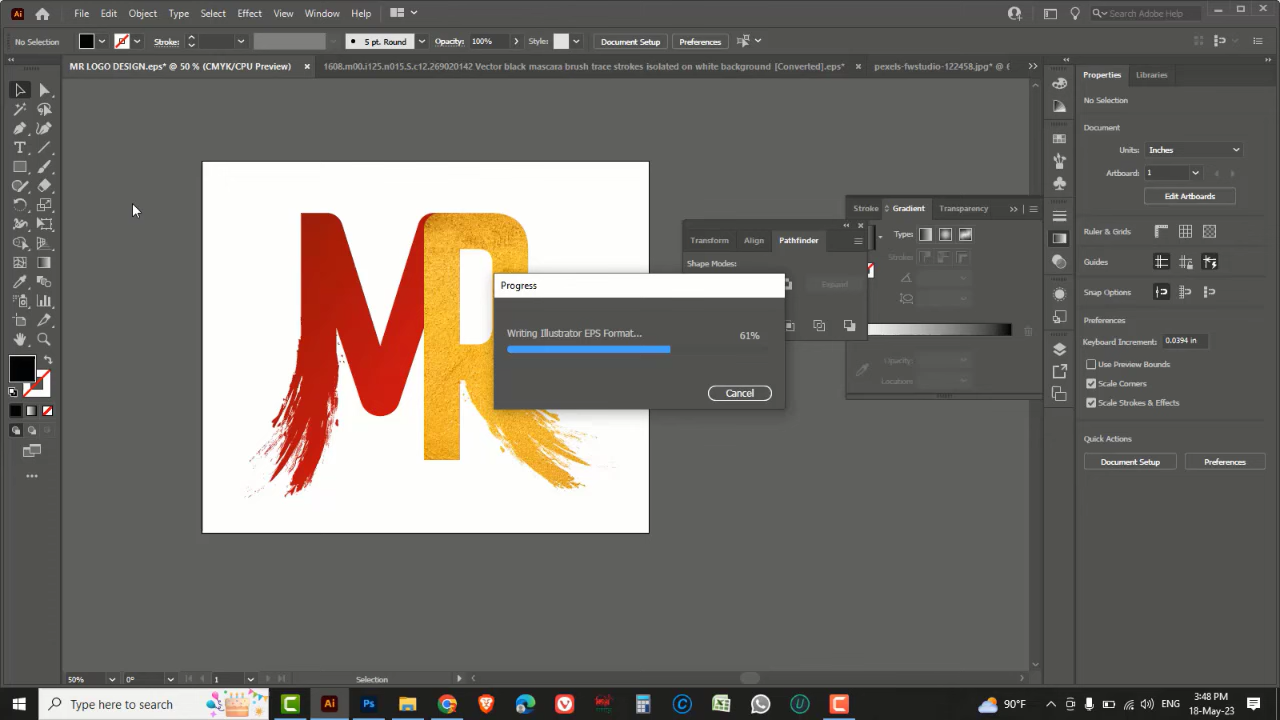 File Edit Object Type Select Effect View Window Help
Search Adobe Help
No Selection
Stroke:
5 pt. Round
Opacity: 100%
Style:
Document Setup
Preferences
MR LOGO DESIGN.eps* @ 50 % (CMYK/CPU Preview) ×
1608.m00.i125.n015.S.c12.269020142 Vector black mascara brush trace strokes isolated on white background [Converted].eps* ×
pexels-fwstudio-122458.jpg* @ 6
Properties Libraries
No Selection
Document
Units: Inches
Artboard: 1
Edit Artboards
Ruler & Grids
Guides
Snap Options
Preferences
Keyboard Increment: 0.0394 in
Use Preview Bounds
Scale Corners
Scale Strokes & Effects
Quick Actions
Document Setup
Preferences
Stroke Gradient Transparency
Types:
Strokes:
Opacity:
Locations:
Transform Align Pathfinder
Shape Modes:
Expand
MR
Progress
Writing Illustrator EPS Format...
61%
Cancel
50% 0° 1 Selection
Type here to search
90°F
3:48 PM
18-May-23